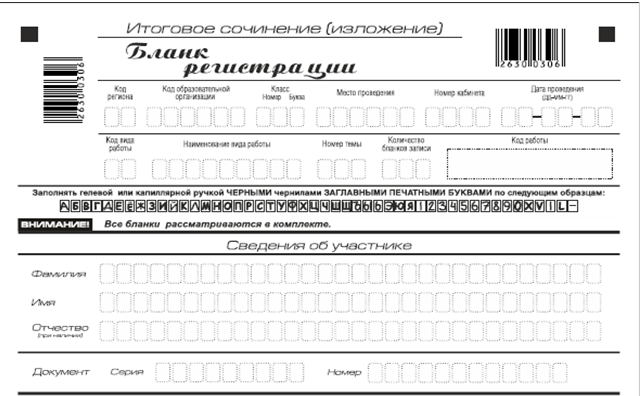 Итоговое сочинение (изложение)
Бланк
регистрации
26300306
26300306
Код региона
Код образовательной организации
Класс
Номер Буква
Место проведения
Номер кабинета
Дата проведения
(ДД-ММ-ГГ)
Код вида работы
Наименование вида работы
Номер темы
Количество бланков записи
Код работы
Заполнять гелевой или капиллярной ручкой ЧЕРНЫМИ чернилами ЗАГЛАВНЫМИ ПЕЧАТНЫМИ БУКВАМИ по следующим образцам:
АБВГДЕЁЖЗИЙКЛМНОПРСТУФХЦЧШЩЪЫЬЭЮЯ1234567890XVIL-
ВНИМАНИЕ! Все бланки рассматриваются в комплекте.
Сведения об участнике
Фамилия
Имя
Отчество
(при наличии)
Документ Серия Номер